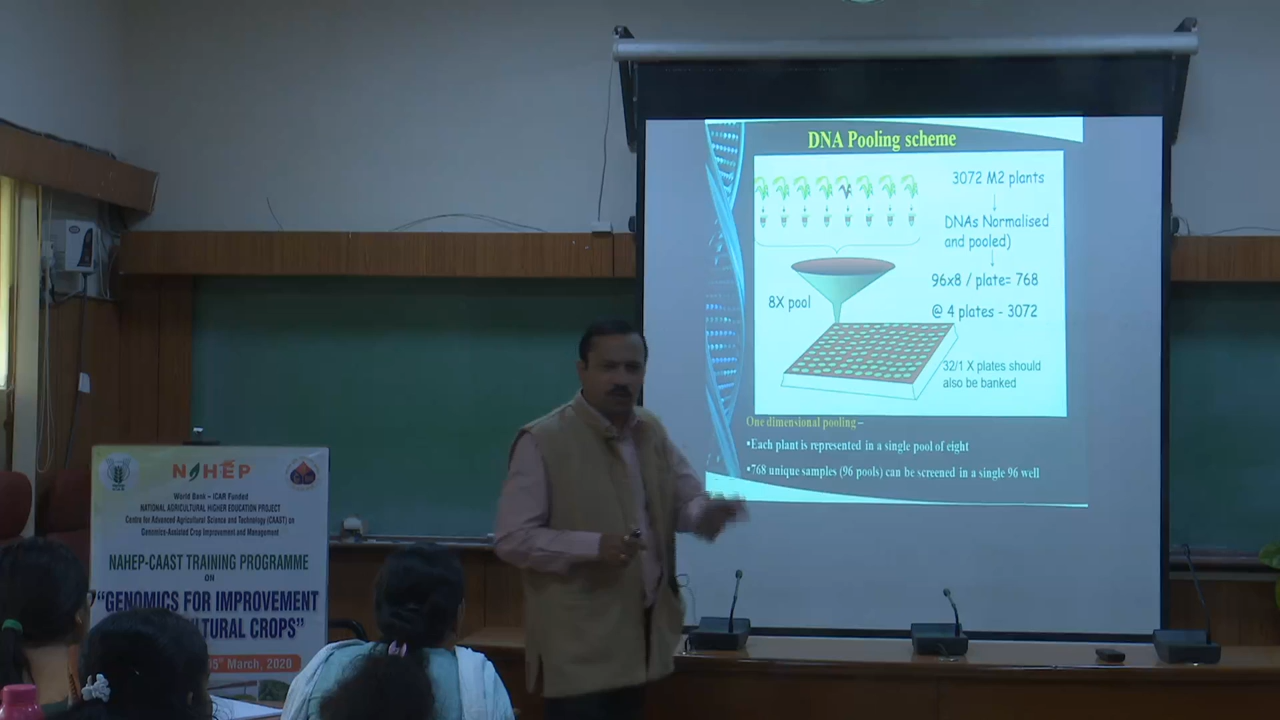 DNA Pooling scheme
3072 M2 plants
DNAs Normalised
and pooled)
96x8 / plate= 768
@ 4 plates - 3072
8X pool
32/1 X plates should
also be banked
One dimensional pooling –
▪Each plant is represented in a single pool of eight
▪768 unique samples (96 pools) can be screened in a single 96 well
NAHEP
World Bank – ICAR Funded
NATIONAL AGRICULTURAL HIGHER EDUCATION PROJECT
Centre for Advanced Agricultural Science and Technology (CAAST) on
Genomics-Assisted Crop Improvement and Management
NAHEP-CAAST TRAINING PROGRAMME
ON
"GENOMICS FOR IMPROVEMENT
CROPS"
March, 2020